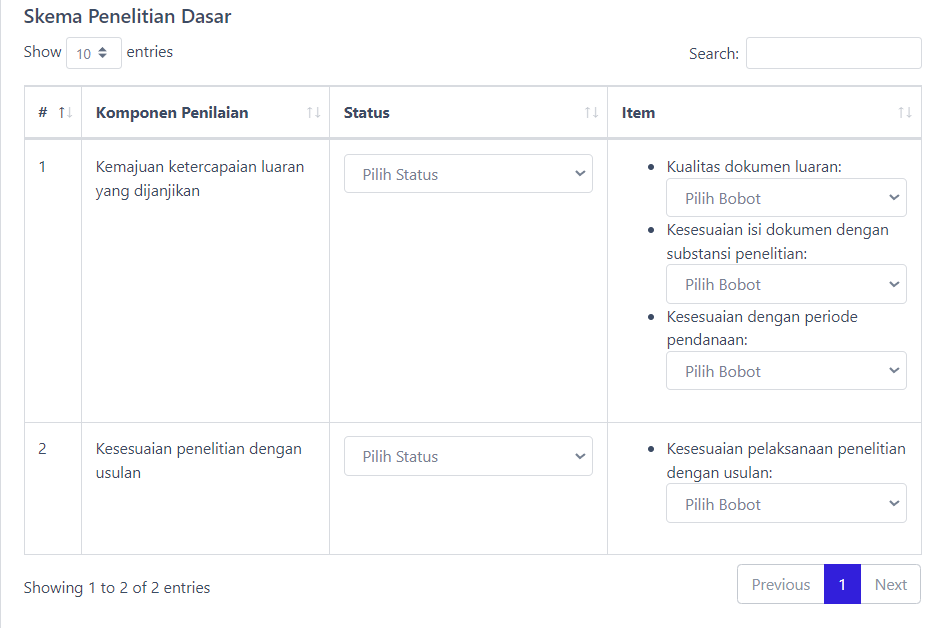 Skema Penelitian Dasar
Show 10 entries
Search:
# Komponen Penilaian Status Item
1 Kemajuan ketercapaian luaran
yang dijanjikan
Pilih Status
Kualitas dokumen luaran:
Pilih Bobot
Kesesuaian isi dokumen dengan
substansi penelitian:
Pilih Bobot
Kesesuaian dengan periode
pendanaan:
Pilih Bobot
2 Kesesuaian penelitian dengan
usulan
Pilih Status
Kesesuaian pelaksanaan penelitian
dengan usulan:
Pilih Bobot
Showing 1 to 2 of 2 entries
Previous 1 Next